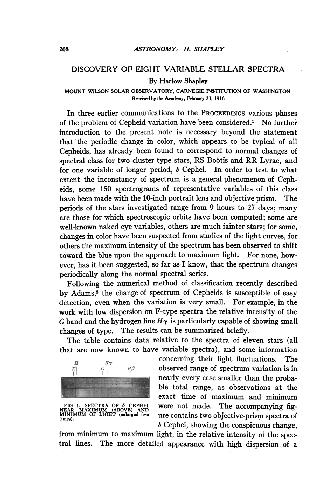 208 ASTRONOMY: H. SHAPLEY
DISCOVERY OF EIGHT VARIABLE STELLAR SPECTRA
By Harlow Shapley
MOUNT WILSON SOLAR OBSERVATORY, CARNEGIE INSTITUTION OF WASHINGTON
Received by the Academy, February 23, 1916
In three earlier communications to the PROCEEDINGS various phases
of the problem of Cepheid variation have been considered.¹ No further
introduction to the present note is necessary beyond the statement
that the periodic change in color, which appears to be typical of all
Cepheids, has already been found to correspond to normal changes of
spectral class for two cluster type stars, RS Boötis and RR Lyrae, and
for one variable of longer period, δ Cephei. In order to test to what
extent the inconstancy of spectrum is a general phenomenon of Ceph-
eids, some 150 spectrograms of representative variables of this class
have been made with the 10-inch portrait lens and objective prism. The
periods of the stars investigated range from 9 hours to 27 days; many
are those for which spectroscopic orbits have been computed; some are
well-known naked eye variables, others are much fainter stars; for some,
changes in color have been suspected from studies of the light curves, for
others the maximum intensity of the spectrum has been observed to shift
toward the blue upon the approach to maximum light. For none, how-
ever, has it been suggested, so far as I know, that the spectrum changes
periodically along the normal spectral series.
Following the numerical method of classification recently described
by Adams,² the change of spectrum of Cepheids is susceptible of easy
detection, even when the variation is very small. For example, in the
work with low dispersion on F-type spectra the relative intensity of the
G band and the hydrogen line Hγ is particularly capable of showing small
changes of type. The results can be summarized briefly.
The table contains data relative to the spectra of eleven stars (all
that are now known to have variable spectra), and some information
concerning their light fluctuations. The
observed range of spectrum variation is in
nearly every case smaller than the proba-
ble total range, as observations at the
exact time of maximum and minimum
were not made. The accompanying fig-
ure contains two objective-prism spectra of
δ Cephei, showing the conspicuous change,
FIG. 1. SPECTRA OF δ CEPHEI
NEAR MAXIMUM (ABOVE) AND
MINIMUM OF LIGHT
from minimum to maximum light, in the relative intensity of the spec-
tral lines. The more detailed appearance with high dispersion of a